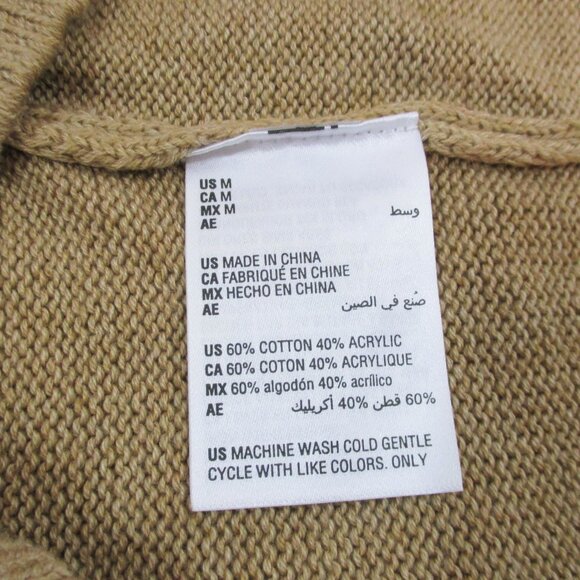 US M
CA M
MX M
AE وسط
US MADE IN CHINA
CA FABRIQUÉ EN CHINE
MX HECHO EN CHINA
AE صُنع في الصين
US 60% COTTON 40% ACRYLIC
CA 60% COTON 40% ACRYLIQUE
MX 60% algodón 40% acrílico
AE 60% قطن 40% أكريليك
US MACHINE WASH COLD GENTLE
CYCLE WITH LIKE COLORS. ONLY